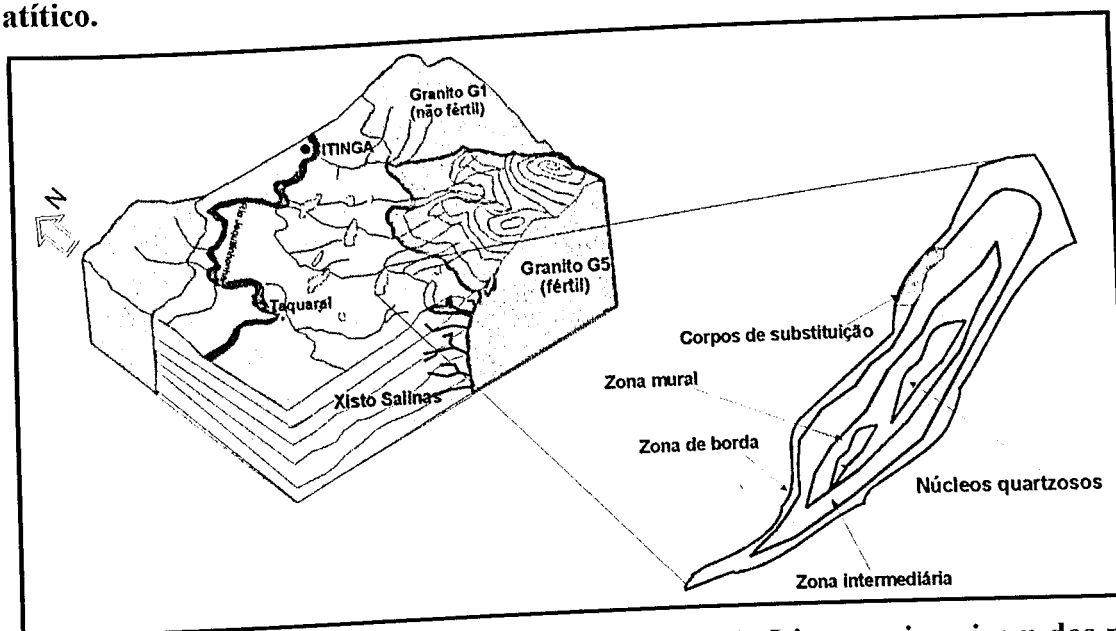 atítico.
Granito G1
(não fértil)
ITINGA
N
Taquaral
Granito G5
(fértil)
Xisto Salinas
Corpos de substituição
Zona mural
Zona de borda
Núcleos quartzosos
Zona intermediária